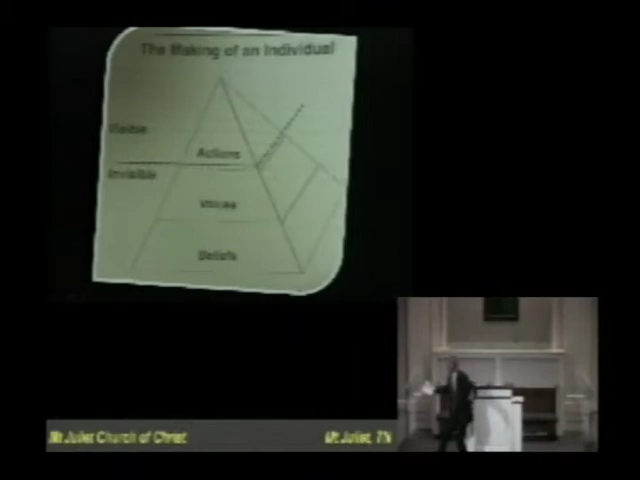 The Making of an Individual
Visible
Actions
Invisible
Values
Beliefs
Mt Juliet Church of Christ
Mt Juliet, TN